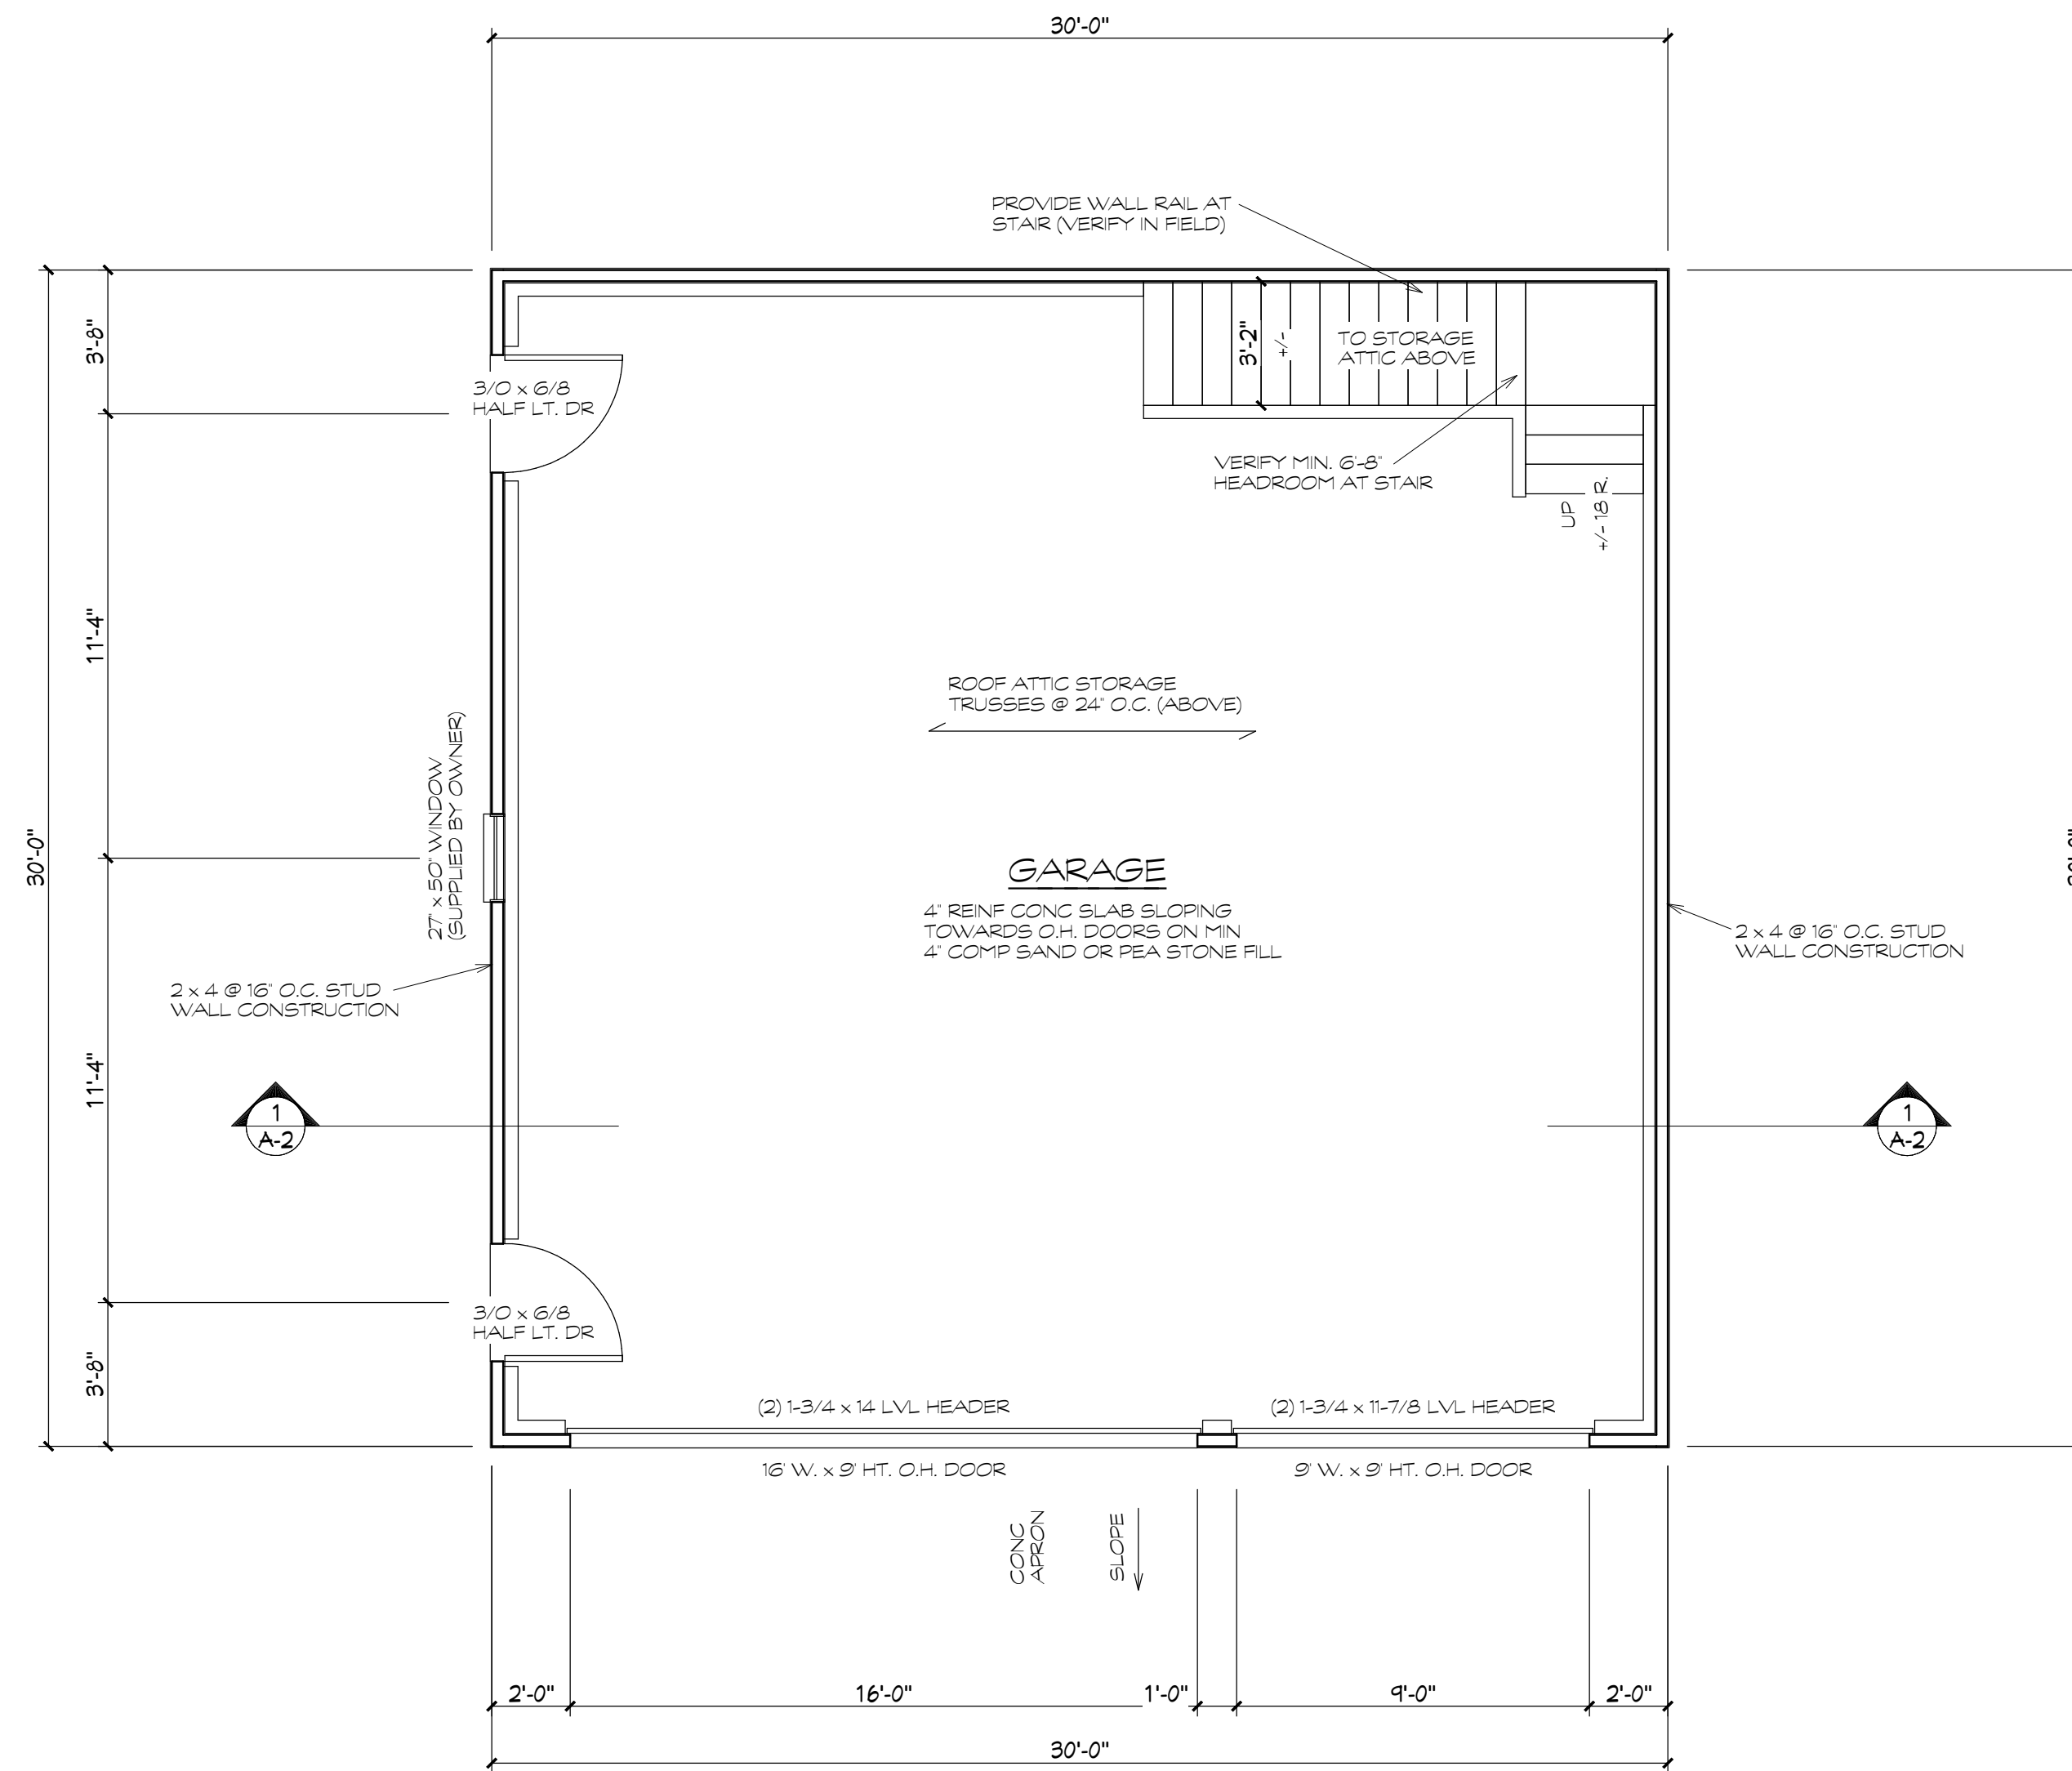 30'-0"
PROVIDE WALL RAIL AT
STAIR (VERIFY IN FIELD)
3'-8"
3/0 x 6/8
HALF LT. DR
3'-2"
+/-
TO STORAGE
ATTIC ABOVE
VERIFY MIN. 6'-8"
HEADROOM AT STAIR
UP
+/- 18 R.
11'-4"
ROOF ATTIC STORAGE
TRUSSES @ 24" O.C. (ABOVE)
27" x 50" WINDOW
(SUPPLIED BY OWNER)
30'-0"
GARAGE
4" REINF CONC SLAB SLOPING
TOWARDS O.H. DOORS ON MIN
4" COMP SAND OR PEA STONE FILL
2 x 4 @ 16" O.C. STUD
WALL CONSTRUCTION
2 x 4 @ 16" O.C. STUD
WALL CONSTRUCTION
11'-4"
1
A-2
1
A-2
3/0 x 6/8
HALF LT. DR
3'-8"
(2) 1-3/4 x 14 LVL HEADER
(2) 1-3/4 x 11-7/8 LVL HEADER
16' W. x 9' HT. O.H. DOOR
9' W. x 9' HT. O.H. DOOR
CONC
APRON
SLOPE
2'-0"
16'-0"
1'-0"
9'-0"
2'-0"
30'-0"